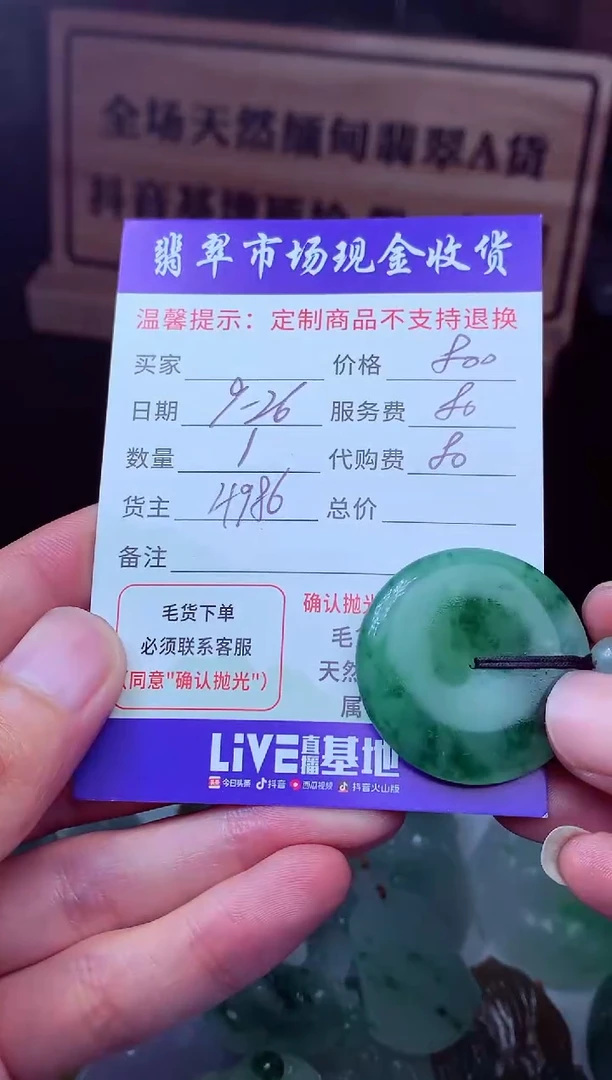 全场天然缅甸翡翠A货
翡翠市场现金收货
温馨提示：定制商品不支持退换
买家 价格 800
日期 9-26 服务费 80
数量 1 代购费 80
货主 4986 总价
备注
毛货下单
必须联系客服
（同意"确认抛光"）
确认抛光
毛
天然
属
LiVE直播基地
今日头条 抖音 西瓜视频 抖音火山版